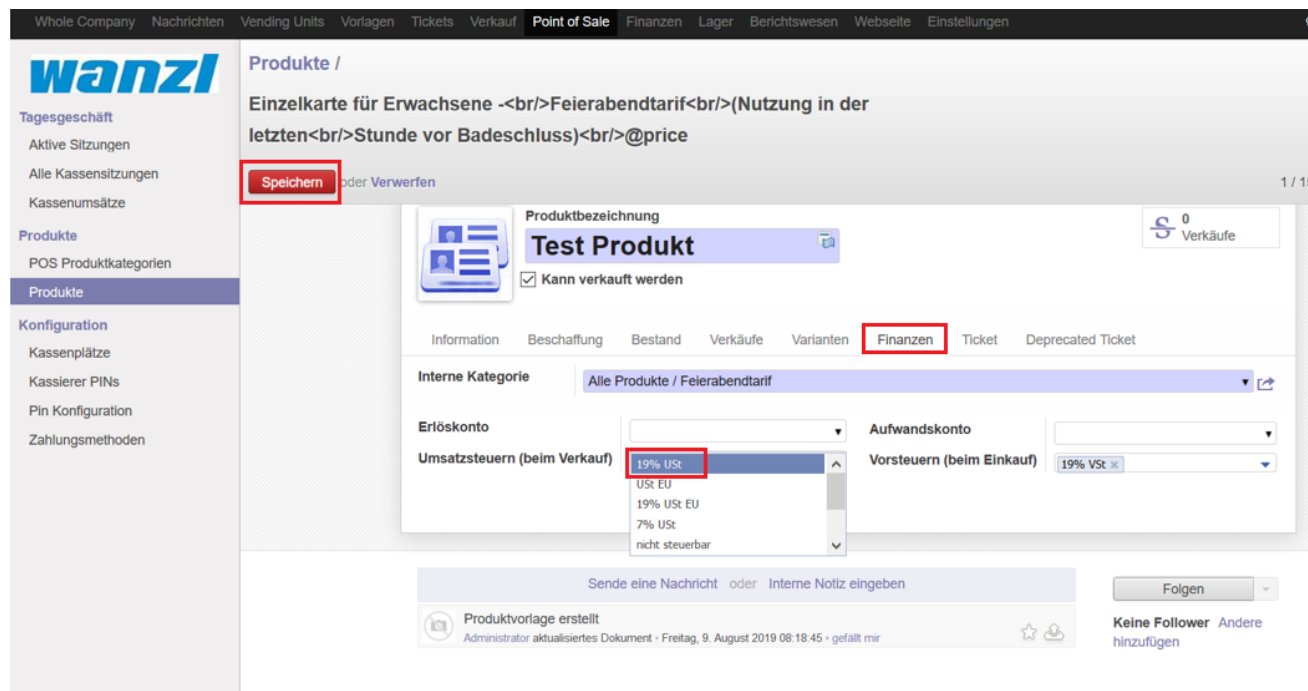 Whole Company Nachrichten Vending Units Vorlagen Tickets Verkauf Point of Sale Finanzen Lager Berichtswesen Webseite Einstellungen
wanzl
Tagesgeschäft
Aktive Sitzungen
Alle Kassensitzungen
Kassenumsätze
Produkte
POS Produktkategorien
Produkte
Konfiguration
Kassenplätze
Kassierer PINs
Pin Konfiguration
Zahlungsmethoden
Produkte /
Einzelkarte für Erwachsene -<br/>Feierabendtarif<br/>(Nutzung in der
letzten<br/>Stunde vor Badeschluss)<br/>@price
Speichern oder Verwerfen
1 / 15
Produktbezeichnung
Test Produkt
Kann verkauft werden
0
Verkäufe
Information Beschaffung Bestand Verkäufe Varianten Finanzen Ticket Deprecated Ticket
Interne Kategorie Alle Produkte / Feierabendtarif
Erlöskonto Aufwandskonto
Umsatzsteuern (beim Verkauf) Vorsteuern (beim Einkauf) 19% VSt ×
19% USt
USt EU
19% USt EU
7% USt
nicht steuerbar
Sende eine Nachricht oder Interne Notiz eingeben
Produktvorlage erstellt
Administrator aktualisiertes Dokument • Freitag, 9. August 2019 08:18:45 • gefällt mir
Folgen
Keine Follower Andere
hinzufügen